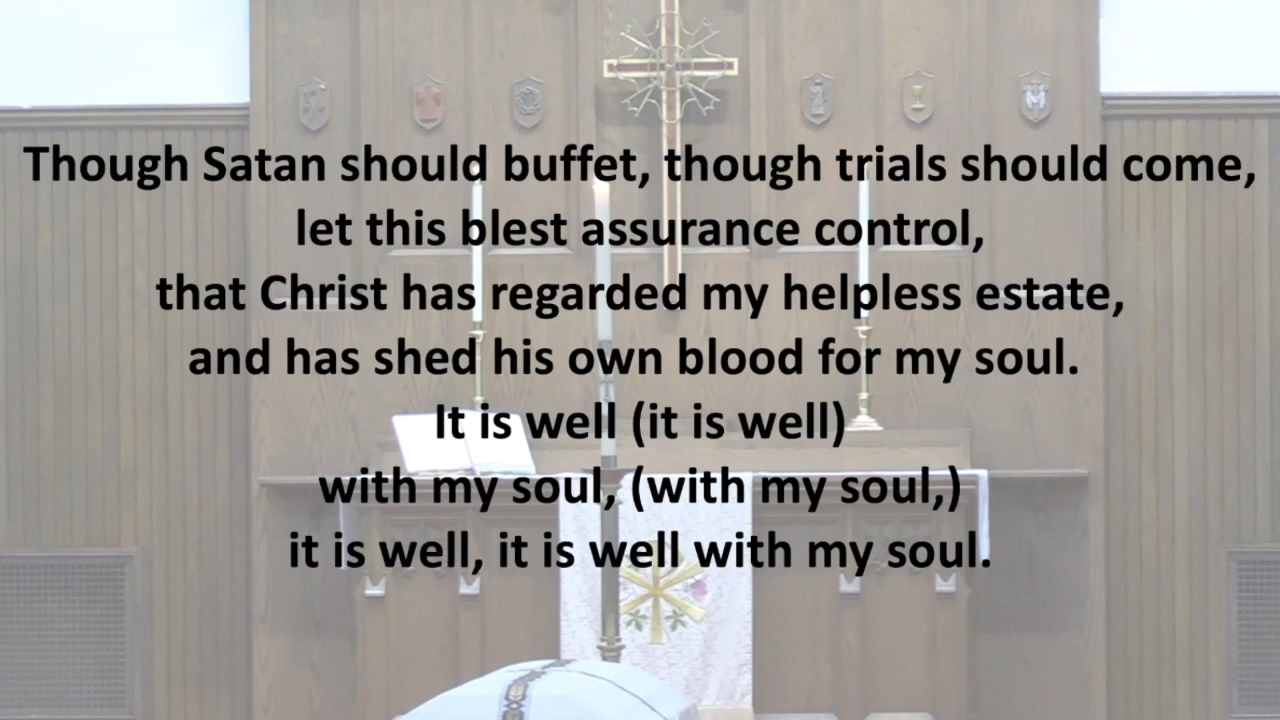 Though Satan should buffet, though trials should come,
let this blest assurance control,
that Christ has regarded my helpless estate,
and has shed his own blood for my soul.
It is well (it is well)
with my soul, (with my soul,)
it is well, it is well with my soul.